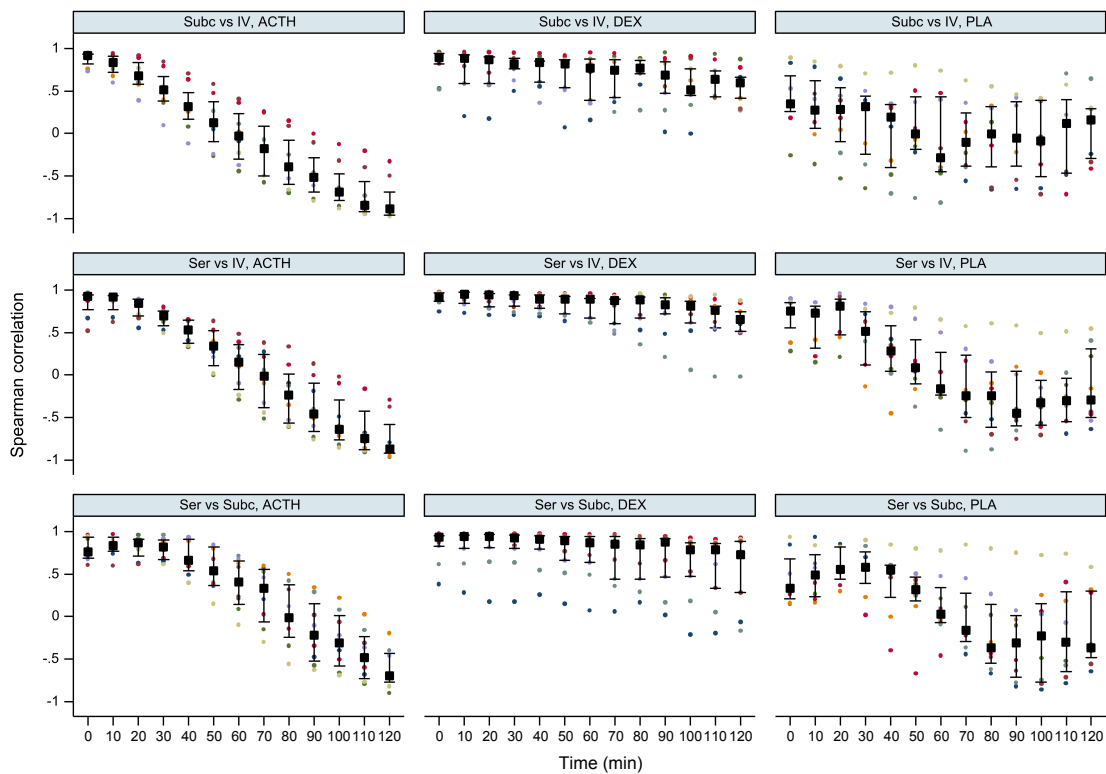 Subc vs IV, ACTH
Subc vs IV, DEX
Subc vs IV, PLA
1
.5
0
-.5
-1
Ser vs IV, ACTH
Ser vs IV, DEX
Ser vs IV, PLA
1
.5
0
-.5
-1
Spearman correlation
Ser vs Subc, ACTH
Ser vs Subc, DEX
Ser vs Subc, PLA
1
.5
0
-.5
-1
0 10 20 30 40 50 60 70 80 90 100 110 120
0 10 20 30 40 50 60 70 80 90 100 110 120
0 10 20 30 40 50 60 70 80 90 100 110 120
Time (min)